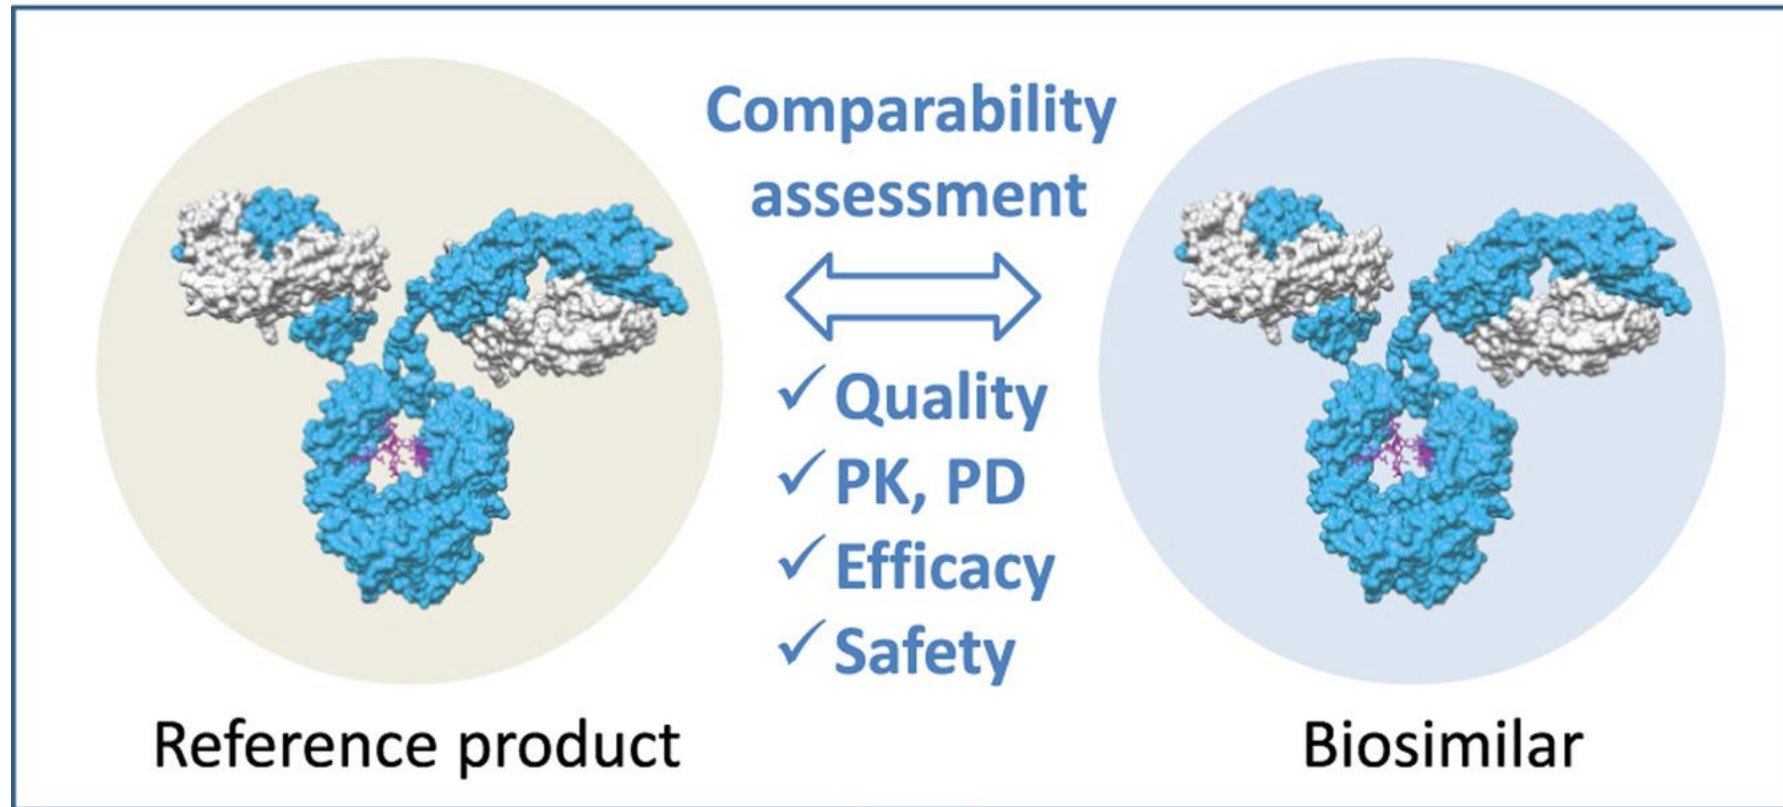 Comparability
assessment
✓ Quality
✓ PK, PD
✓ Efficacy
✓ Safety
Reference product
Biosimilar